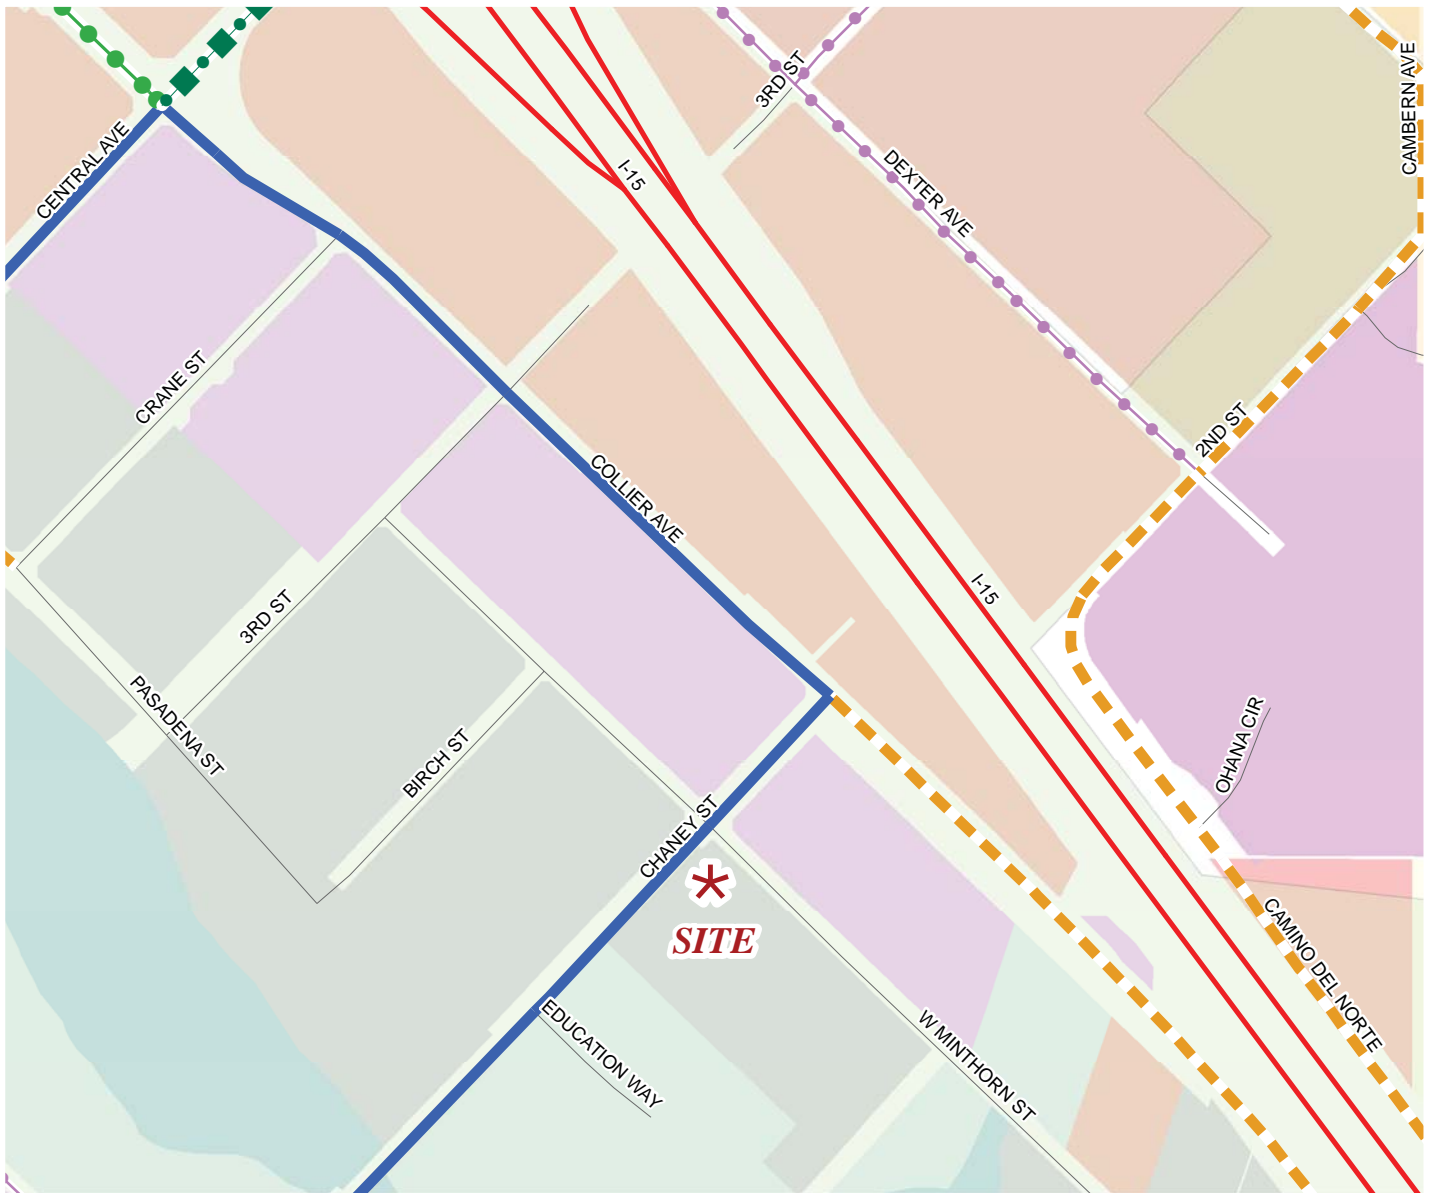 CAMBERN AVE
3RD ST
CENTRAL AVE
I-15
DEXTER AVE
CRANE ST
2ND ST
COLLIER AVE
I-15
3RD ST
PASADENA ST
BIRCH ST
OHANA CIR
CHANEY ST
SITE
CAMINO DEL NORTE
EDUCATION WAY
W MINTHORN ST